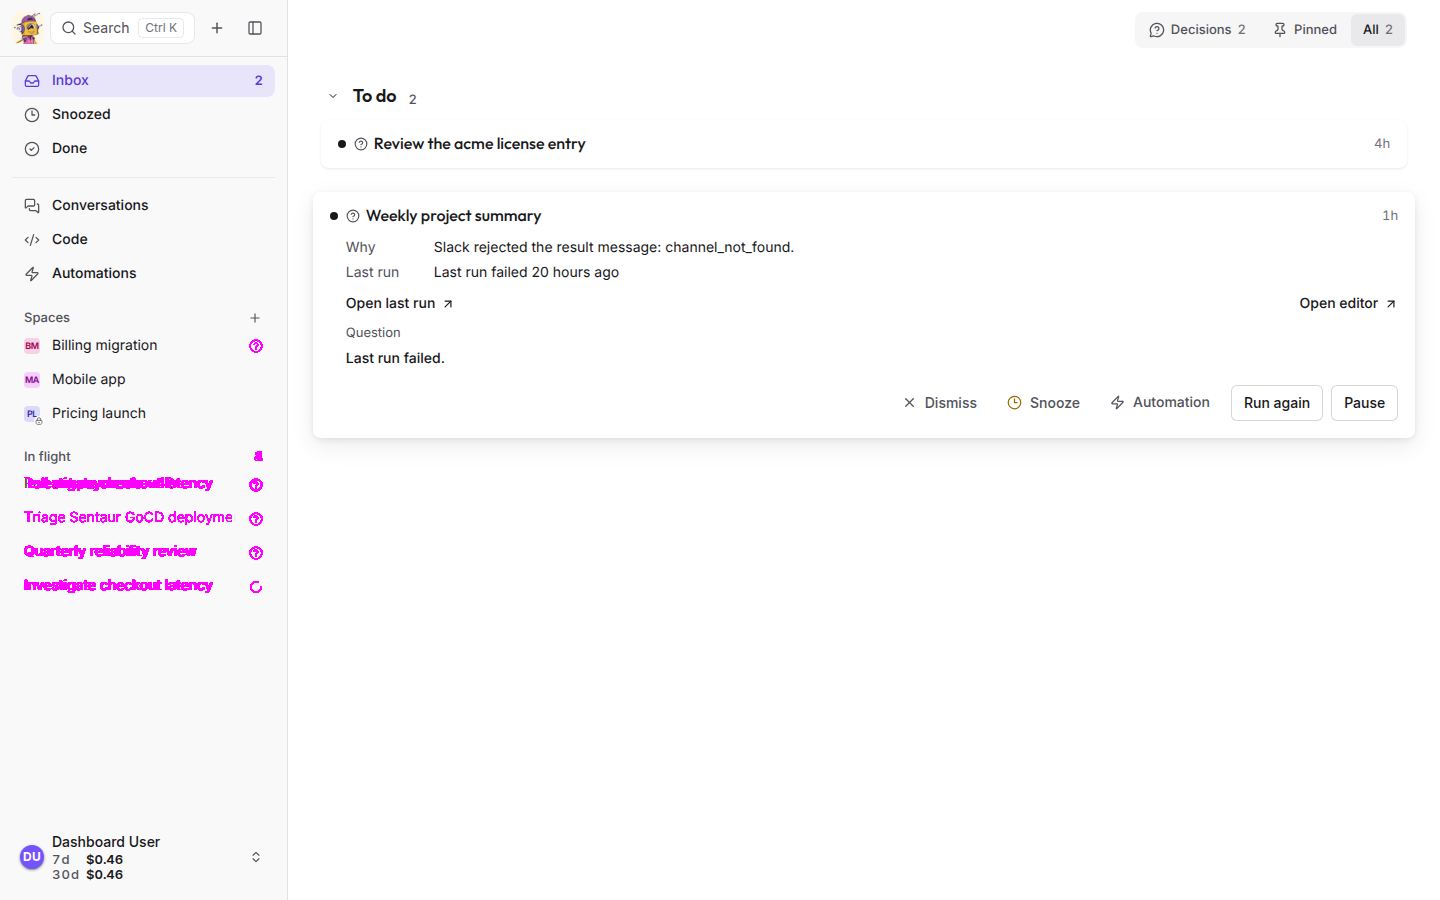 Search Ctrl K
Inbox 2
Snoozed
Done
Conversations
Code
Automations
Spaces
BM Billing migration
MA Mobile app
PL Pricing launch
In flight
Triage Sentaur GoCD deployme
Quarterly reliability review
Investigate checkout latency
DU Dashboard User
7d $0.46
30d $0.46
Decisions 2 Pinned All 2
To do 2
Review the acme license entry 4h
Weekly project summary 1h
Why Slack rejected the result message: channel_not_found.
Last run Last run failed 20 hours ago
Open last run Open editor
Question
Last run failed.
Dismiss Snooze Automation Run again Pause